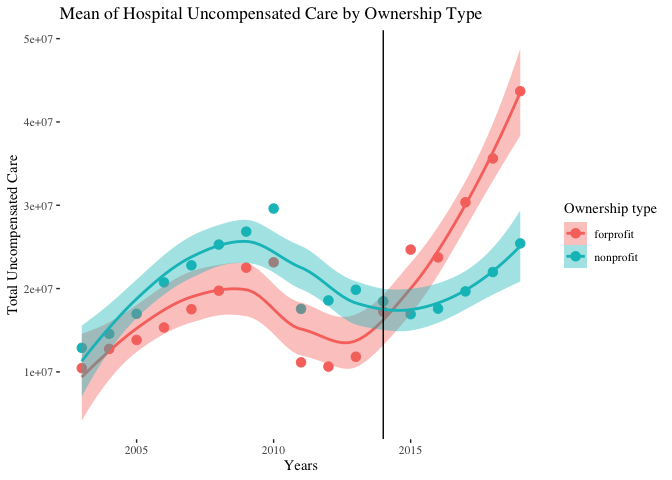 Mean of Hospital Uncompensated Care by Ownership Type
5e+07
4e+07
3e+07
2e+07
1e+07
Total Uncompensated Care
2005
2010
2015
Years
Ownership type
forprofit
nonprofit